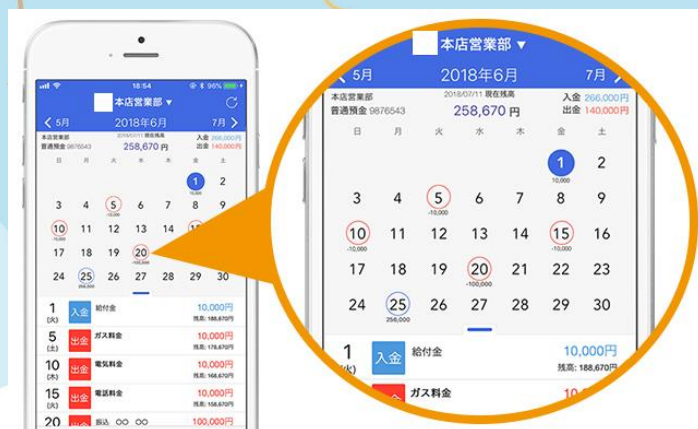 18:54
96%
本店営業部 ▼
5月 2018年6月 7月
本店営業部 2018/07/11 現在残高 入金 266,000円
普通預金 9876543 258,670 円 出金 140,000円
日 月 火 水 木 金 土
1 2
10,000
3 4 5 6 7 8 9
-10,000
10 11 12 13 14 15
-10,000
17 18 19 20
-100,000
24 25 26 27 28 29 30
256,000
1 (火) 入金 給付金 10,000円
残高: 188,670円
5 (土) 出金 ガス料金 10,000円
残高: 178,670円
10 (木) 出金 電気料金 10,000円
残高: 168,670円
15 (火) 出金 電話料金 10,000円
残高: 158,670円
20 出金 振込 ○○ ○○ 100,000円
本店営業部 ▼
5月 2018年6月 7月
本店営業部 2018/07/11 現在残高 入金 266,000円
普通預金 9876543 258,670 円 出金 140,000円
日 月 火 水 木 金 土
1 2
10,000
3 4 5 6 7 8 9
-10,000
10 11 12 13 14 15 16
-10,000 -10,000
17 18 19 20 21 22 23
-100,000
24 25 26 27 28 29 30
256,000
1 入金 給付金 10,000円
残高: 188,670円
ガス料金